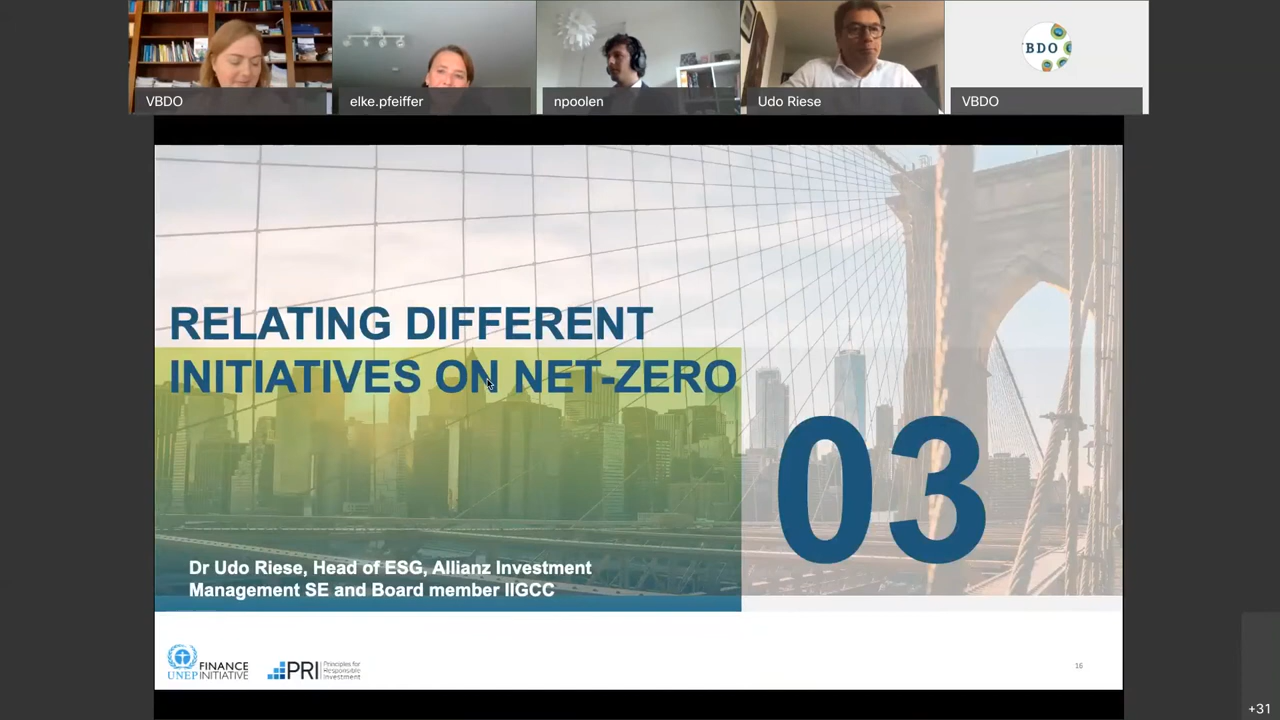 VBDO
elke.pfeiffer
npoolen
Udo Riese
BDO
VBDO
RELATING DIFFERENT
INITIATIVES ON NET-ZERO
03
Dr Udo Riese, Head of ESG, Allianz Investment
Management SE and Board member IIGCC
FINANCE
UNEP INITIATIVE
PRI
Principles for
Responsible
Investment
16
+31